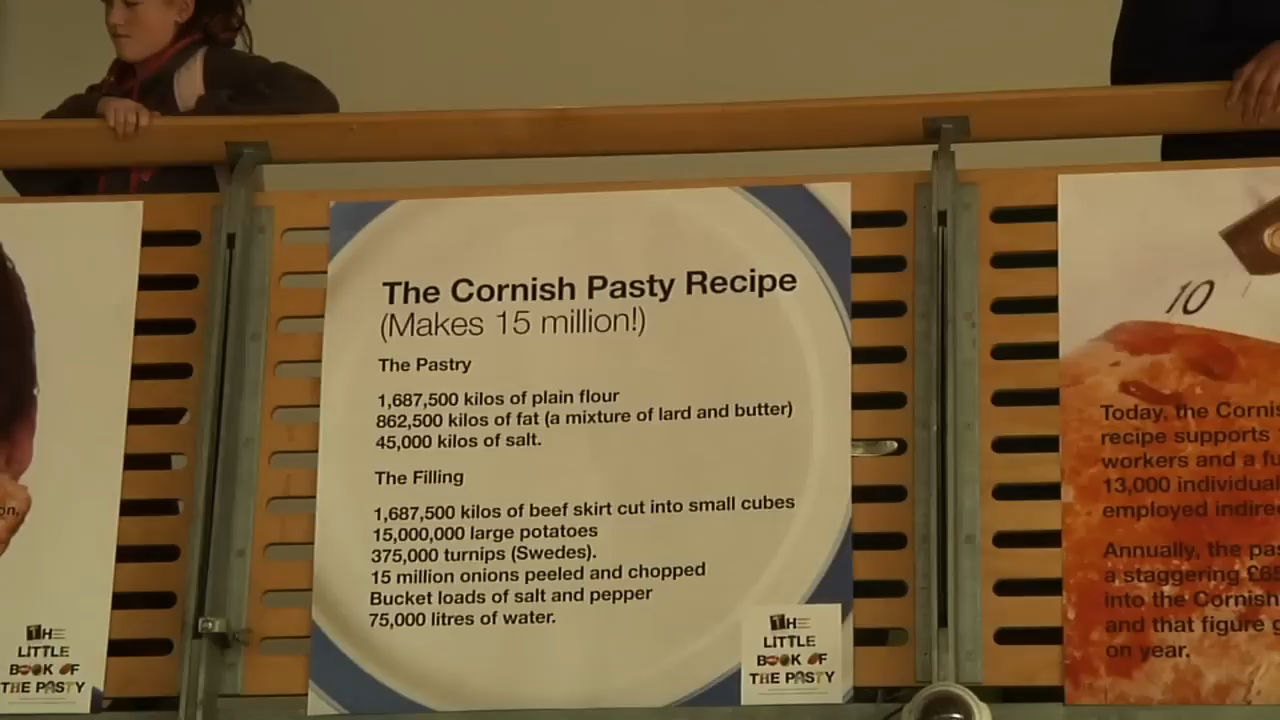 The Cornish Pasty Recipe
(Makes 15 million!)
The Pastry
1,687,500 kilos of plain flour
862,500 kilos of fat (a mixture of lard and butter)
45,000 kilos of salt.
The Filling
1,687,500 kilos of beef skirt cut into small cubes
15,000,000 large potatoes
375,000 turnips (Swedes).
15 million onions peeled and chopped
Bucket loads of salt and pepper
75,000 litres of water.
THE
LITTLE
BOOK OF
THE PASTY
THE
LITTLE
BOOK OF
THE PASTY
10
Today, the
recipe supports
workers and a
13,000
employed
Annually, the
a staggering
into the Cornish
and that figure
on year.